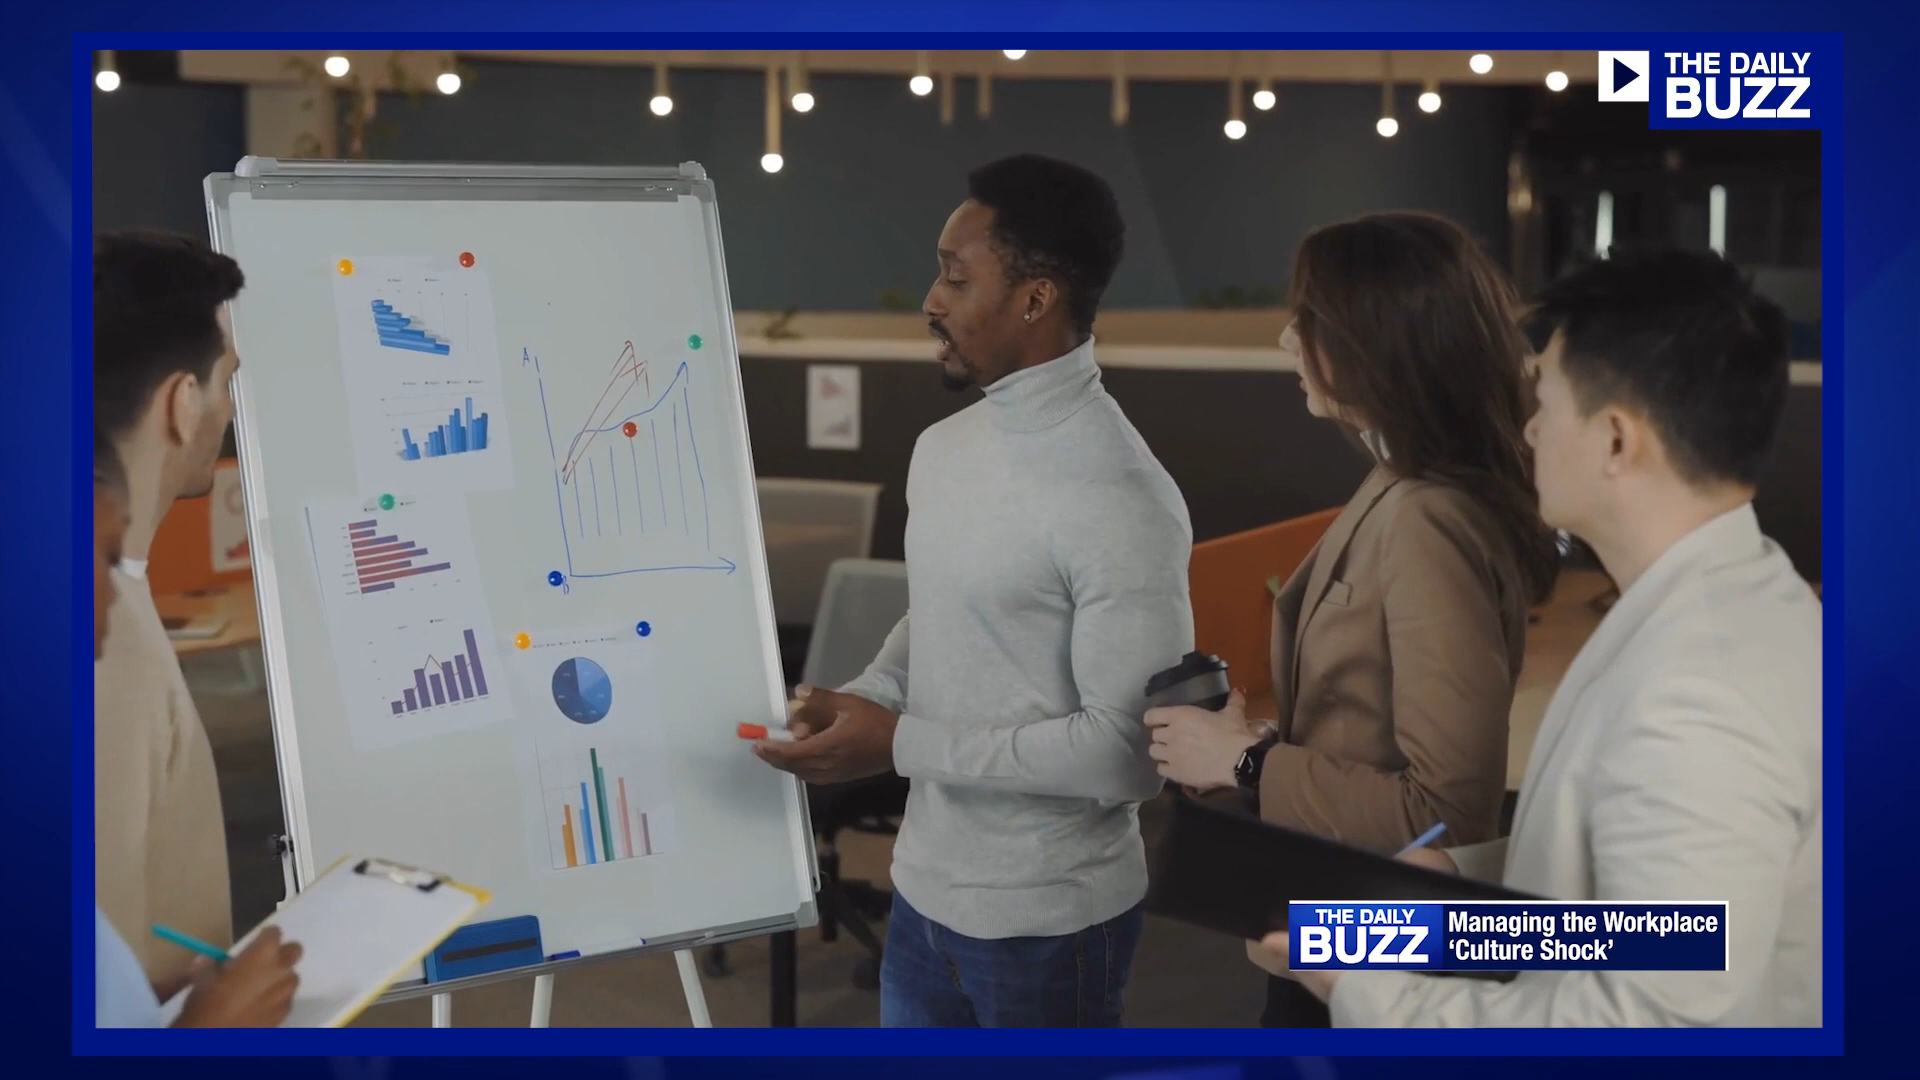 THE DAILY
BUZZ
A
B
THE DAILY
BUZZ
Managing the Workplace
‘Culture Shock’